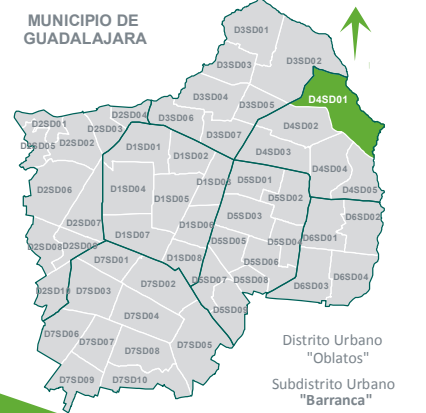 MUNICIPIO DE
GUADALAJARA
D3SD01
D3SD02
D3SD03
D4SD01
D3SD04
D3SD05
D2SD04
D3SD06
D2SD01
D2SD03
D3SD07
D4SD02
D2SD05
D2SD02
D1SD01
D1SD02
D4SD03
D4SD04
D2SD06
D1SD04
D1SD03
D5SD01
D4SD05
D1SD05
D5SD02
D2SD07
D1SD06
D5SD03
D6SD02
D1SD07
D5SD05
D5SD04
D6SD01
D2SD08
D2SD09
D7SD01
D1SD08
D5SD06
D2SD10
D7SD03
D7SD02
D5SD07
D5SD08
D6SD03
D6SD04
D7SD04
D5SD09
D7SD06
D7SD07
D7SD08
D7SD05
D7SD09
D7SD10
Distrito Urbano
"Oblatos"
Subdistrito Urbano
"Barranca"